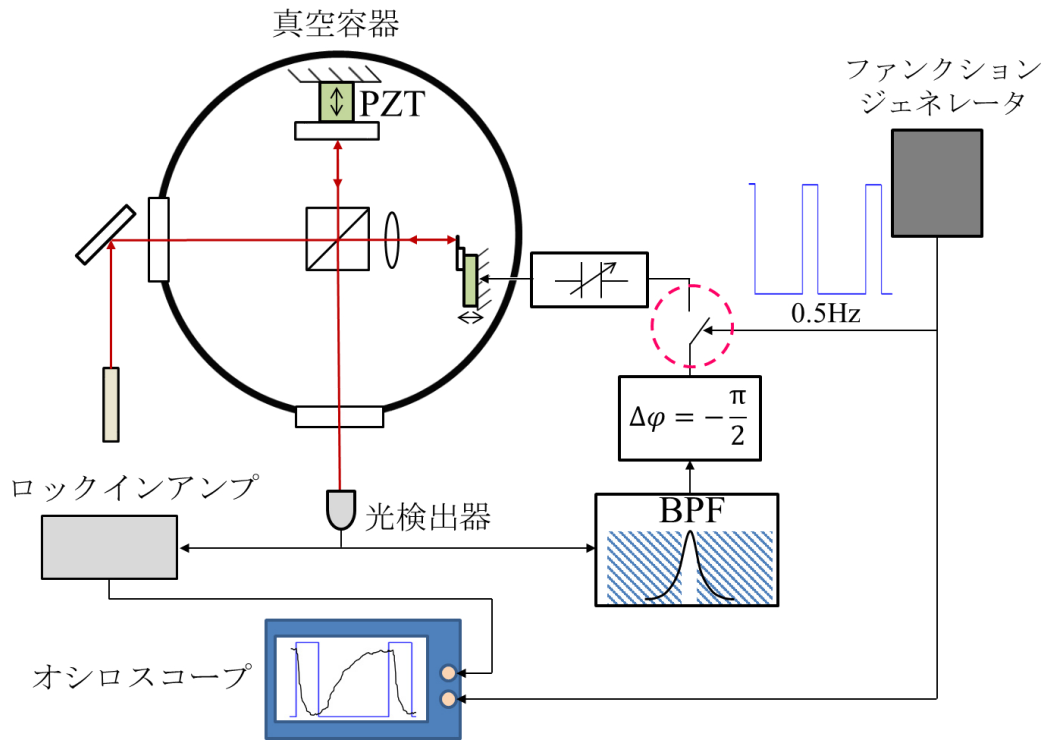 真空容器
PZT
ファンクション
ジェネレータ
0.5Hz
Δφ = −π/2
ロックインアンプ
光検出器
BPF
オシロスコープ